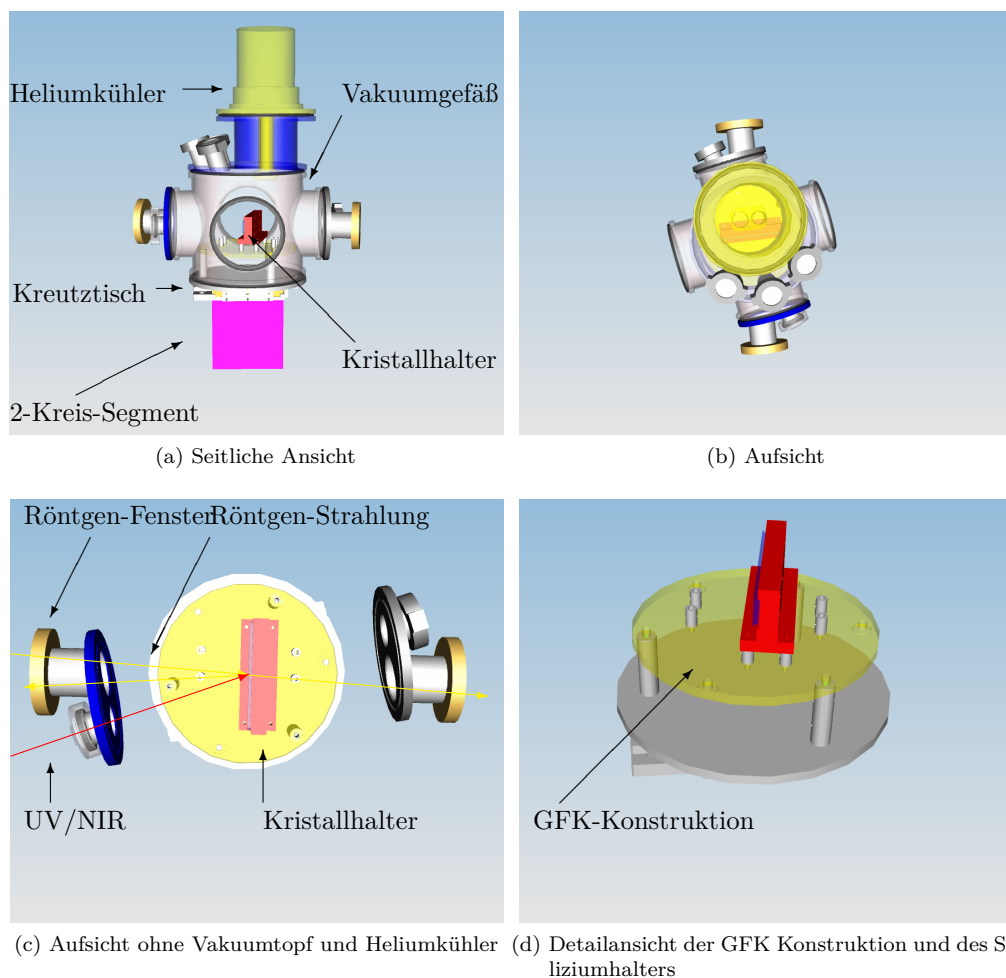 Heliumkühler
Vakuumgefäß
Kreutztisch
Kristallhalter
2-Kreis-Segment
(a) Seitliche Ansicht
(b) Aufsicht
Röntgen-Fenster
Röntgen-Strahlung
UV/NIR
Kristallhalter
GFK-Konstruktion
(c) Aufsicht ohne Vakuumtopf und Heliumkühler
(d) Detailansicht der GFK Konstruktion und des S
liziumhalters